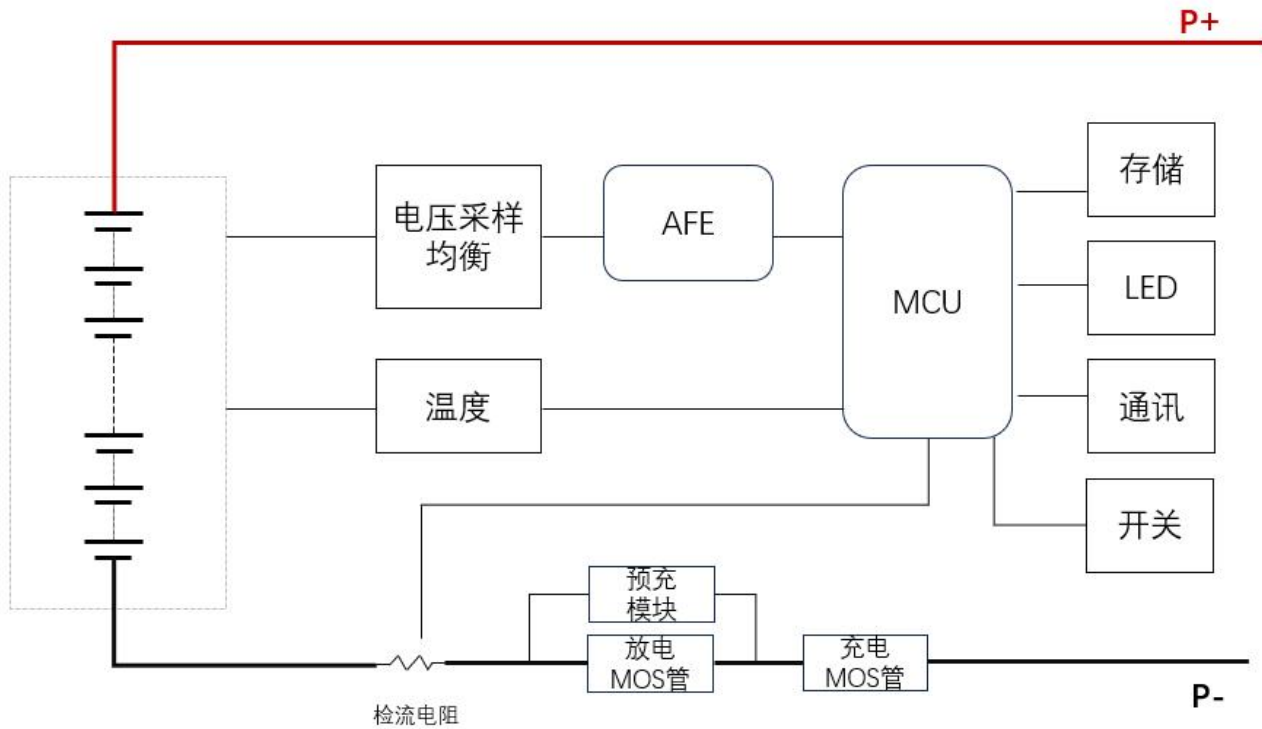 P+
电压采样
均衡
AFE
MCU
存储
LED
温度
通讯
开关
预充
模块
放电
MOS管
充电
MOS管
P-
检流电阻